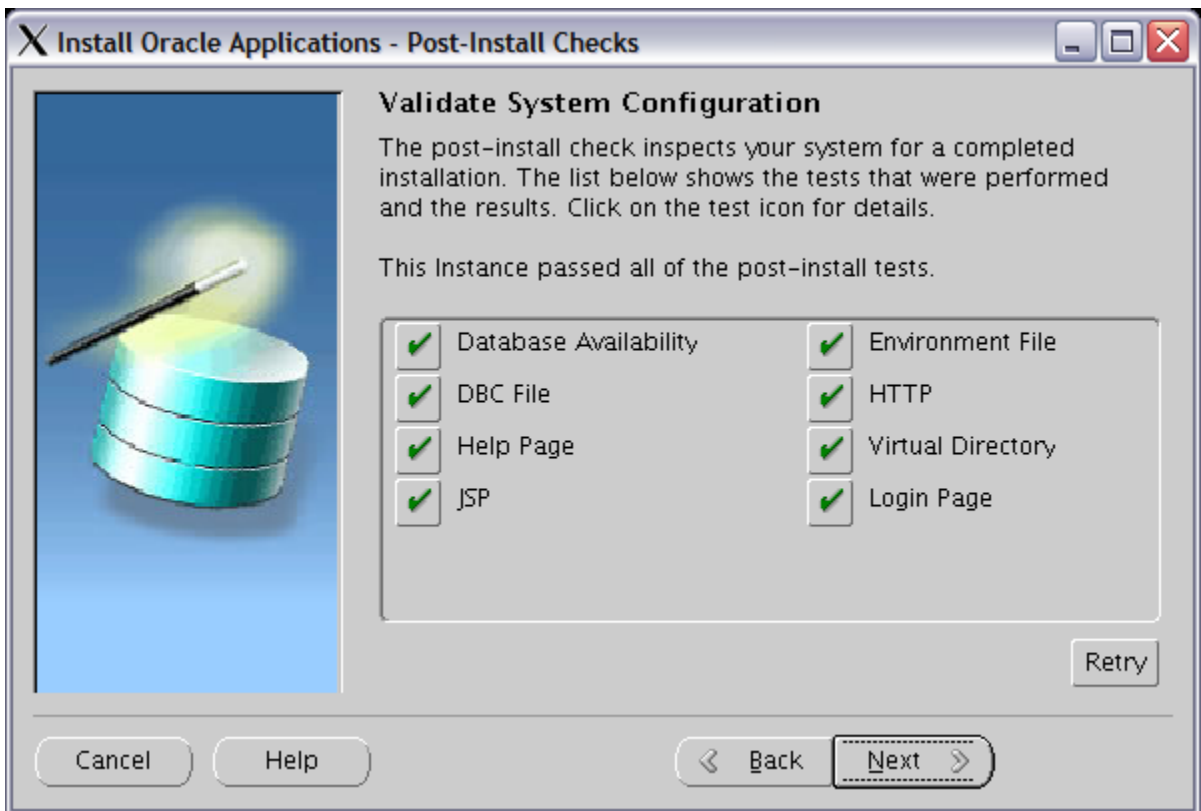 Install Oracle Applications - Post-Install Checks
Validate System Configuration
The post-install check inspects your system for a completed
installation. The list below shows the tests that were performed
and the results. Click on the test icon for details.
This Instance passed all of the post-install tests.
Database Availability
Environment File
DBC File
HTTP
Help Page
Virtual Directory
JSP
Login Page
Retry
Cancel
Help
Back
Next